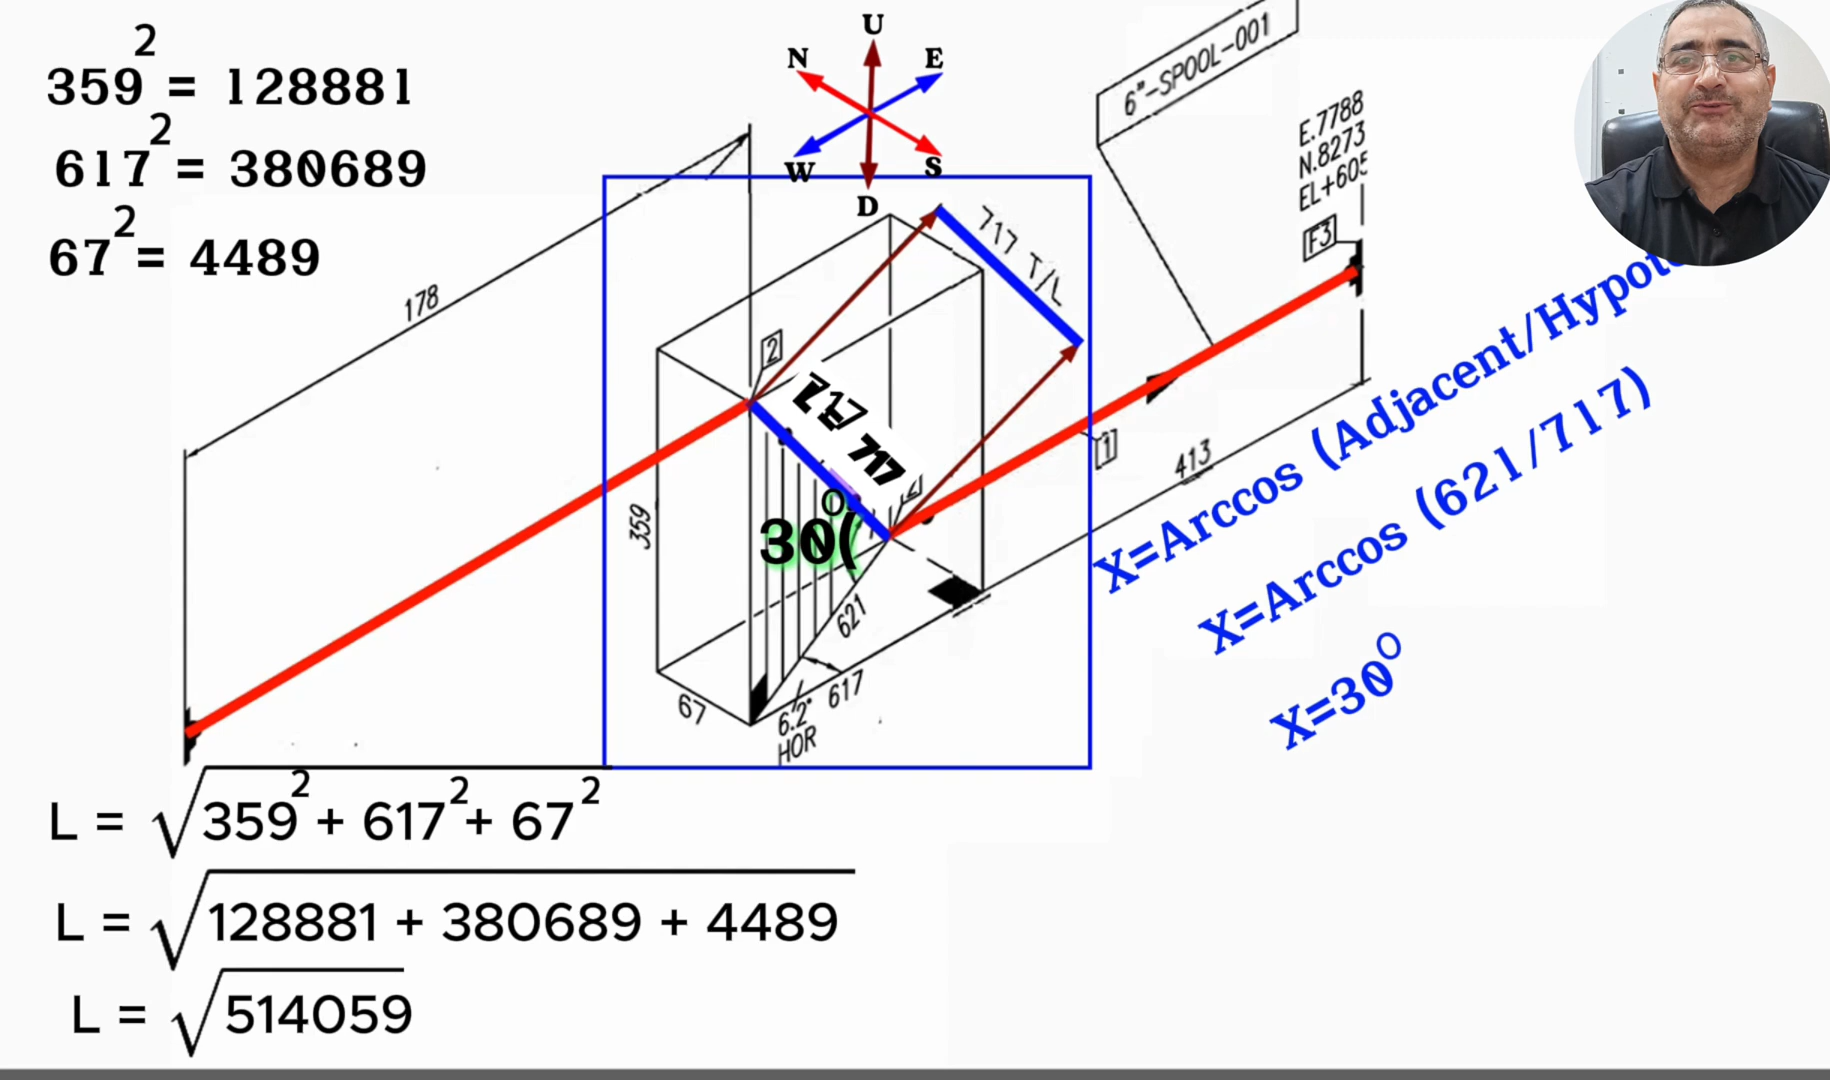 359² = 128881
617² = 380689
67² = 4489
U
N
E
W
S
D
6"-SPOOL-001
E.7788
N.8273
EL+605
F3
178
717 T/L
2
717
717
1
413
359
30(°
621
67
6.2°
HOR
617
X=Arccos (Adjacent/Hypot
X=Arccos (621/717)
X=30°
L = √359² + 617² + 67²
L = √128881 + 380689 + 4489
L = √514059